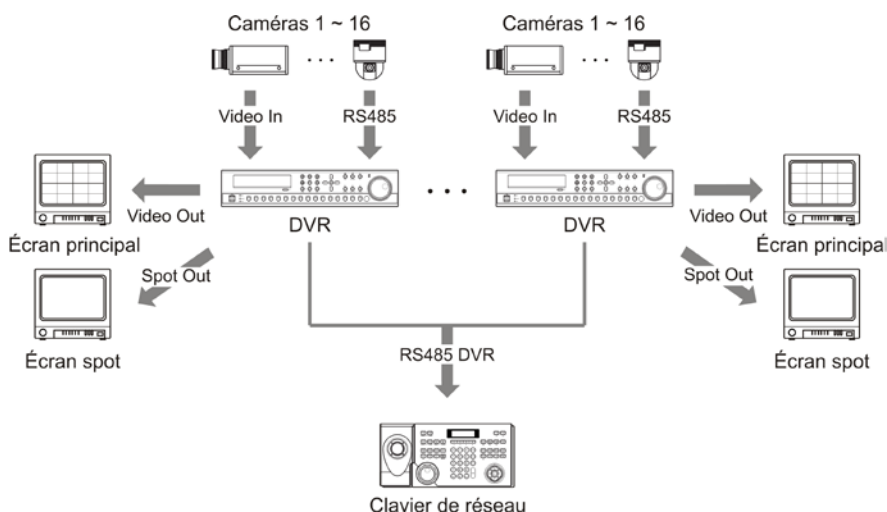 Caméras 1 ~ 16
Caméras 1 ~ 16
Video In
RS485
Video In
RS485
Video Out
DVR
DVR
Video Out
Écran principal
Écran principal
Spot Out
Spot Out
Écran spot
Écran spot
RS485 DVR
Clavier de réseau